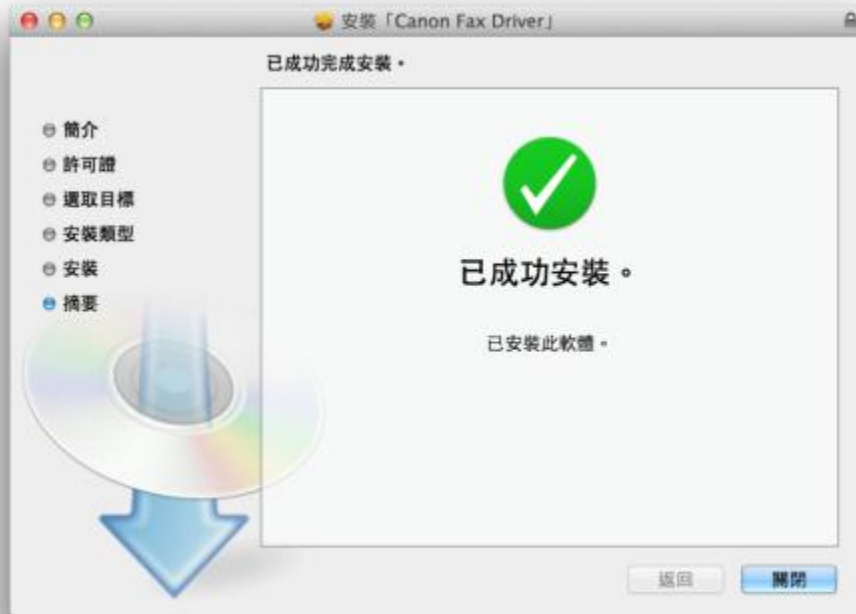 安裝「Canon Fax Driver」
已成功完成安裝。
簡介
許可證
選取目標
安裝類型
安裝
摘要
已成功安裝。
已安裝此軟體。
返回
關閉